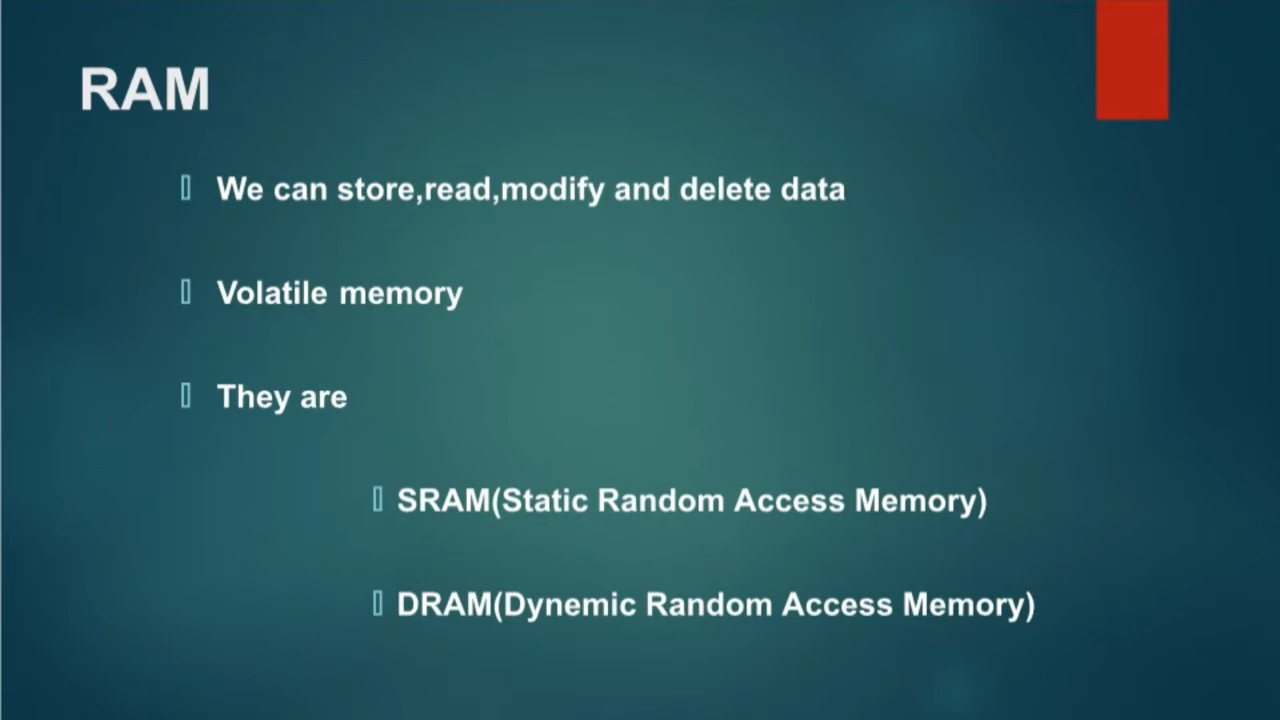 RAM
We can store,read,modify and delete data
Volatile memory
They are
SRAM(Static Random Access Memory)
DRAM(Dynemic Random Access Memory)